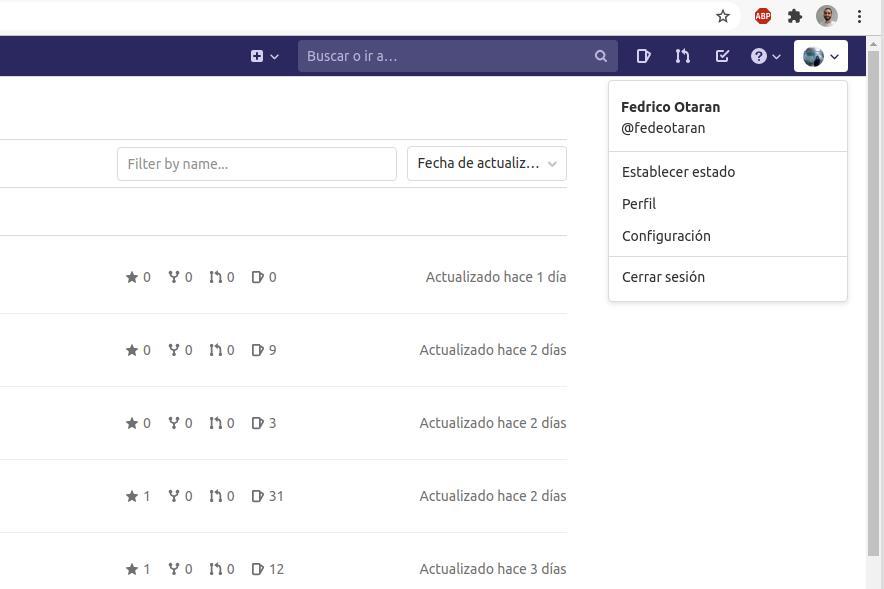 ABP
Buscar o ir a…
?
Fedrico Otaran
@fedeotaran
Filter by name...
Fecha de actualiz…
Establecer estado
Perfil
Configuración
Cerrar sesión
0 0 0 0 Actualizado hace 1 día
0 0 0 9 Actualizado hace 2 días
0 0 0 3 Actualizado hace 2 días
1 0 0 31 Actualizado hace 2 días
1 0 0 12 Actualizado hace 3 días